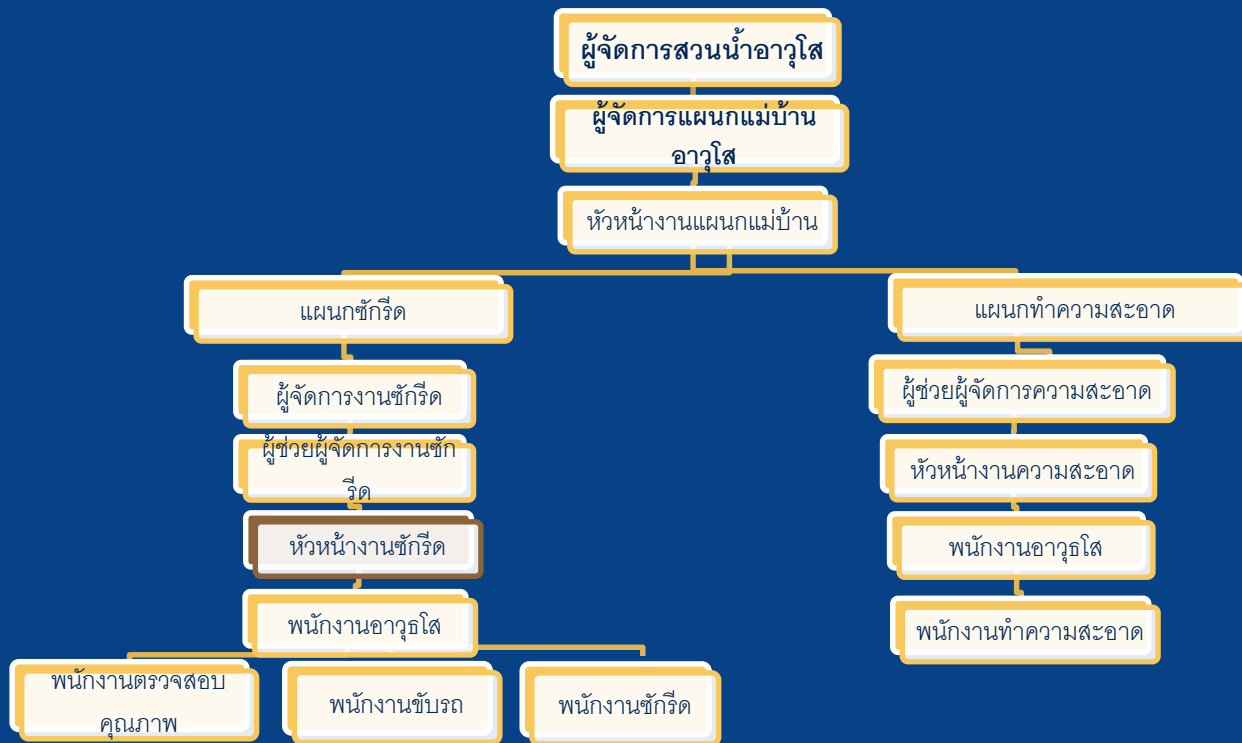 ผู้จัดการสวนน้ำอาวุโส
ผู้จัดการแผนกแม่บ้าน
อาวุโส
หัวหน้างานแผนกแม่บ้าน
แผนกซักรีด
แผนกทำความสะอาด
ผู้จัดการงานซักรีด
ผู้ช่วยผู้จัดการความสะอาด
ผู้ช่วยผู้จัดการงานซัก
รีด
หัวหน้างานความสะอาด
หัวหน้างานซักรีด
พนักงานอาวุธโส
พนักงานอาวุธโส
พนักงานทำความสะอาด
พนักงานตรวจสอบ
คุณภาพ
พนักงานขับรถ
พนักงานซักรีด